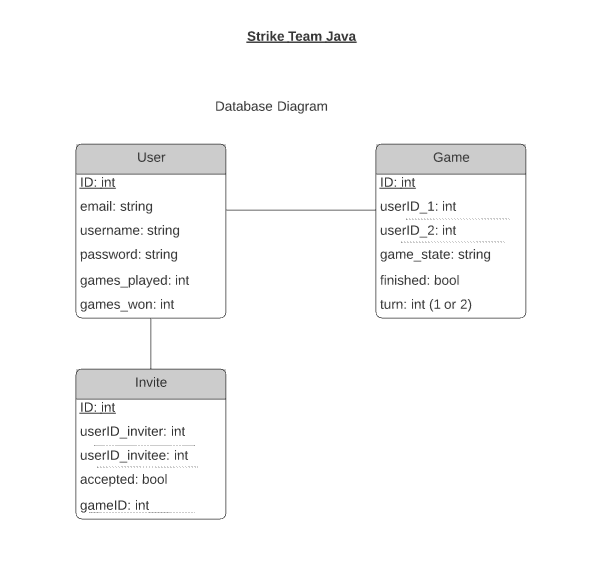 Strike Team Java
Database Diagram
User
ID: int
email: string
username: string
password: string
games_played: int
games_won: int
Game
ID: int
userID_1: int
userID_2: int
game_state: string
finished: bool
turn: int (1 or 2)
Invite
ID: int
userID_inviter: int
userID_invitee: int
accepted: bool
gameID: int